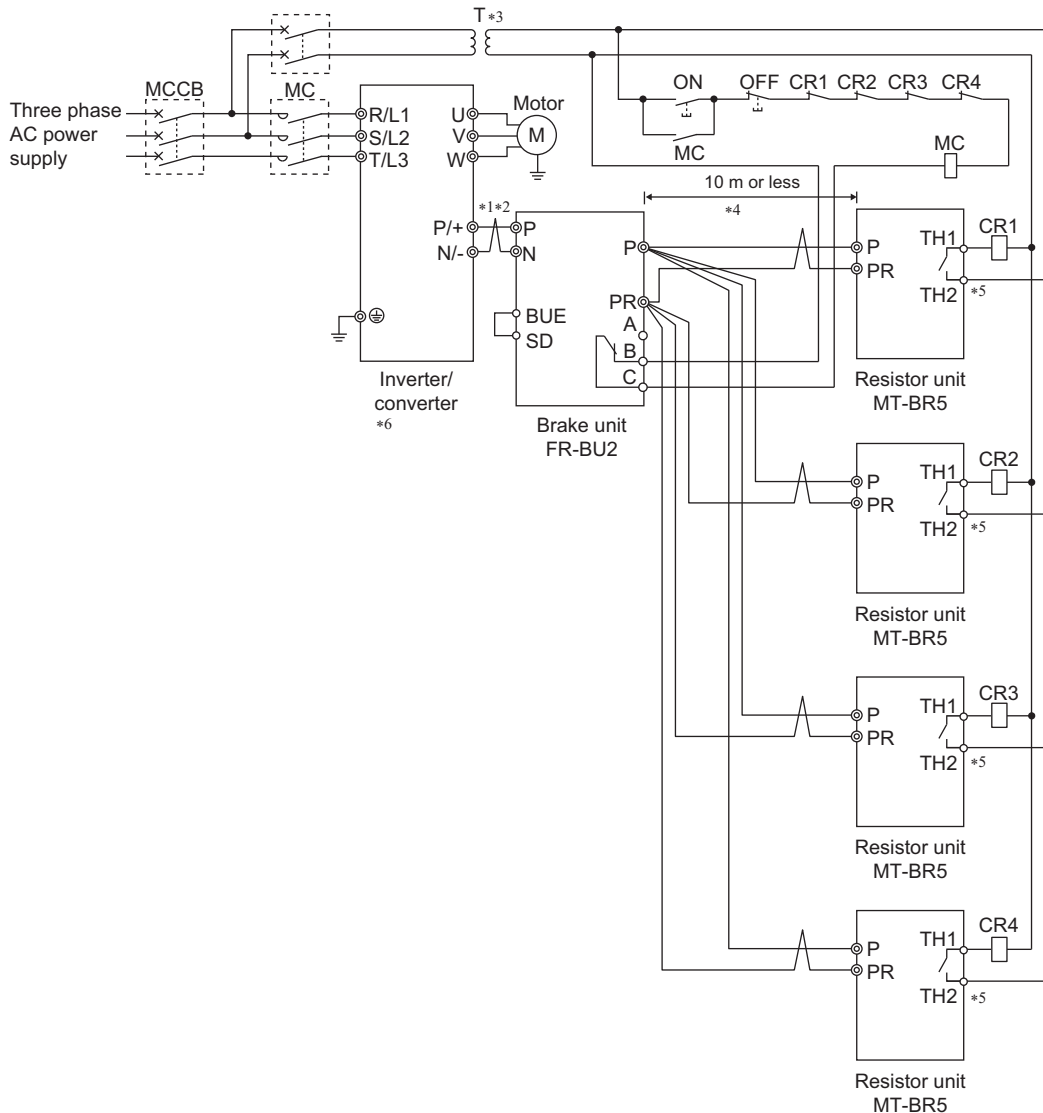 T *3
ON OFF CR1 CR2 CR3 CR4
MCCB MC
Three phase
AC power
supply
R/L1
S/L2
T/L3
U
V
W
Motor
M
MC
MC
10 m or less
*4
P/+
N/-
*1*2
P
N
BUE
SD
P
PR
A
B
C
Inverter/
converter
*6
Brake unit
FR-BU2
P
PR
TH1
TH2
CR1
*5
Resistor unit
MT-BR5
P
PR
TH1
TH2
CR2
*5
Resistor unit
MT-BR5
P
PR
TH1
TH2
CR3
*5
Resistor unit
MT-BR5
P
PR
TH1
TH2
CR4
*5
Resistor unit
MT-BR5